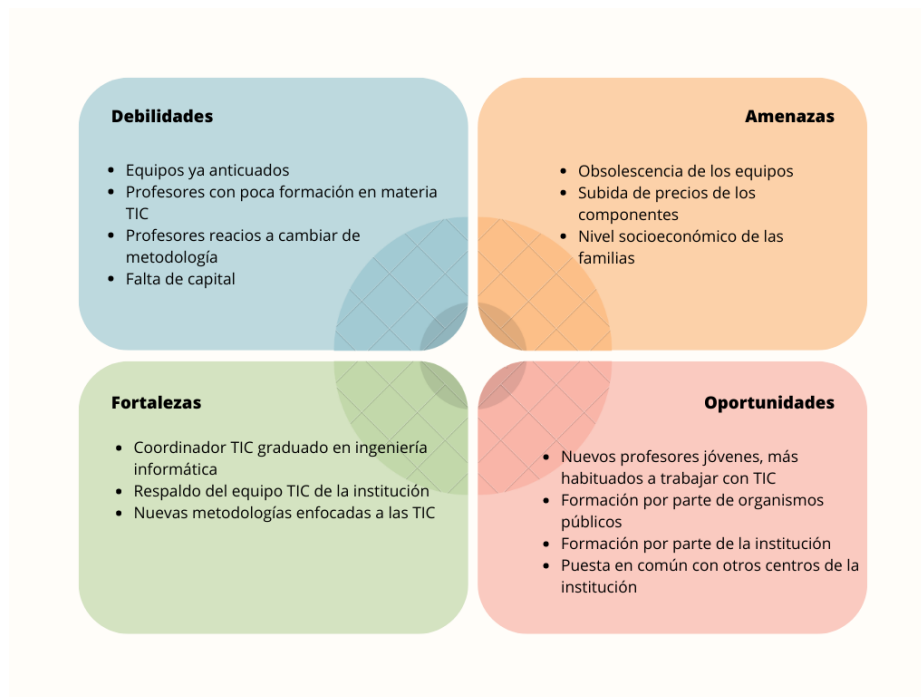 Debilidades
• Equipos ya anticuados
• Profesores con poca formación en materia
TIC
• Profesores reacios a cambiar de
metodología
• Falta de capital
Amenazas
• Obsolescencia de los equipos
• Subida de precios de los
componentes
• Nivel socioeconómico de las
familias
Fortalezas
• Coordinador TIC graduado en ingeniería
informática
• Respaldo del equipo TIC de la institución
• Nuevas metodologías enfocadas a las TIC
Oportunidades
• Nuevos profesores jóvenes, más
habituados a trabajar con TIC
• Formación por parte de organismos
públicos
• Formación por parte de la institución
• Puesta en común con otros centros de la
institución